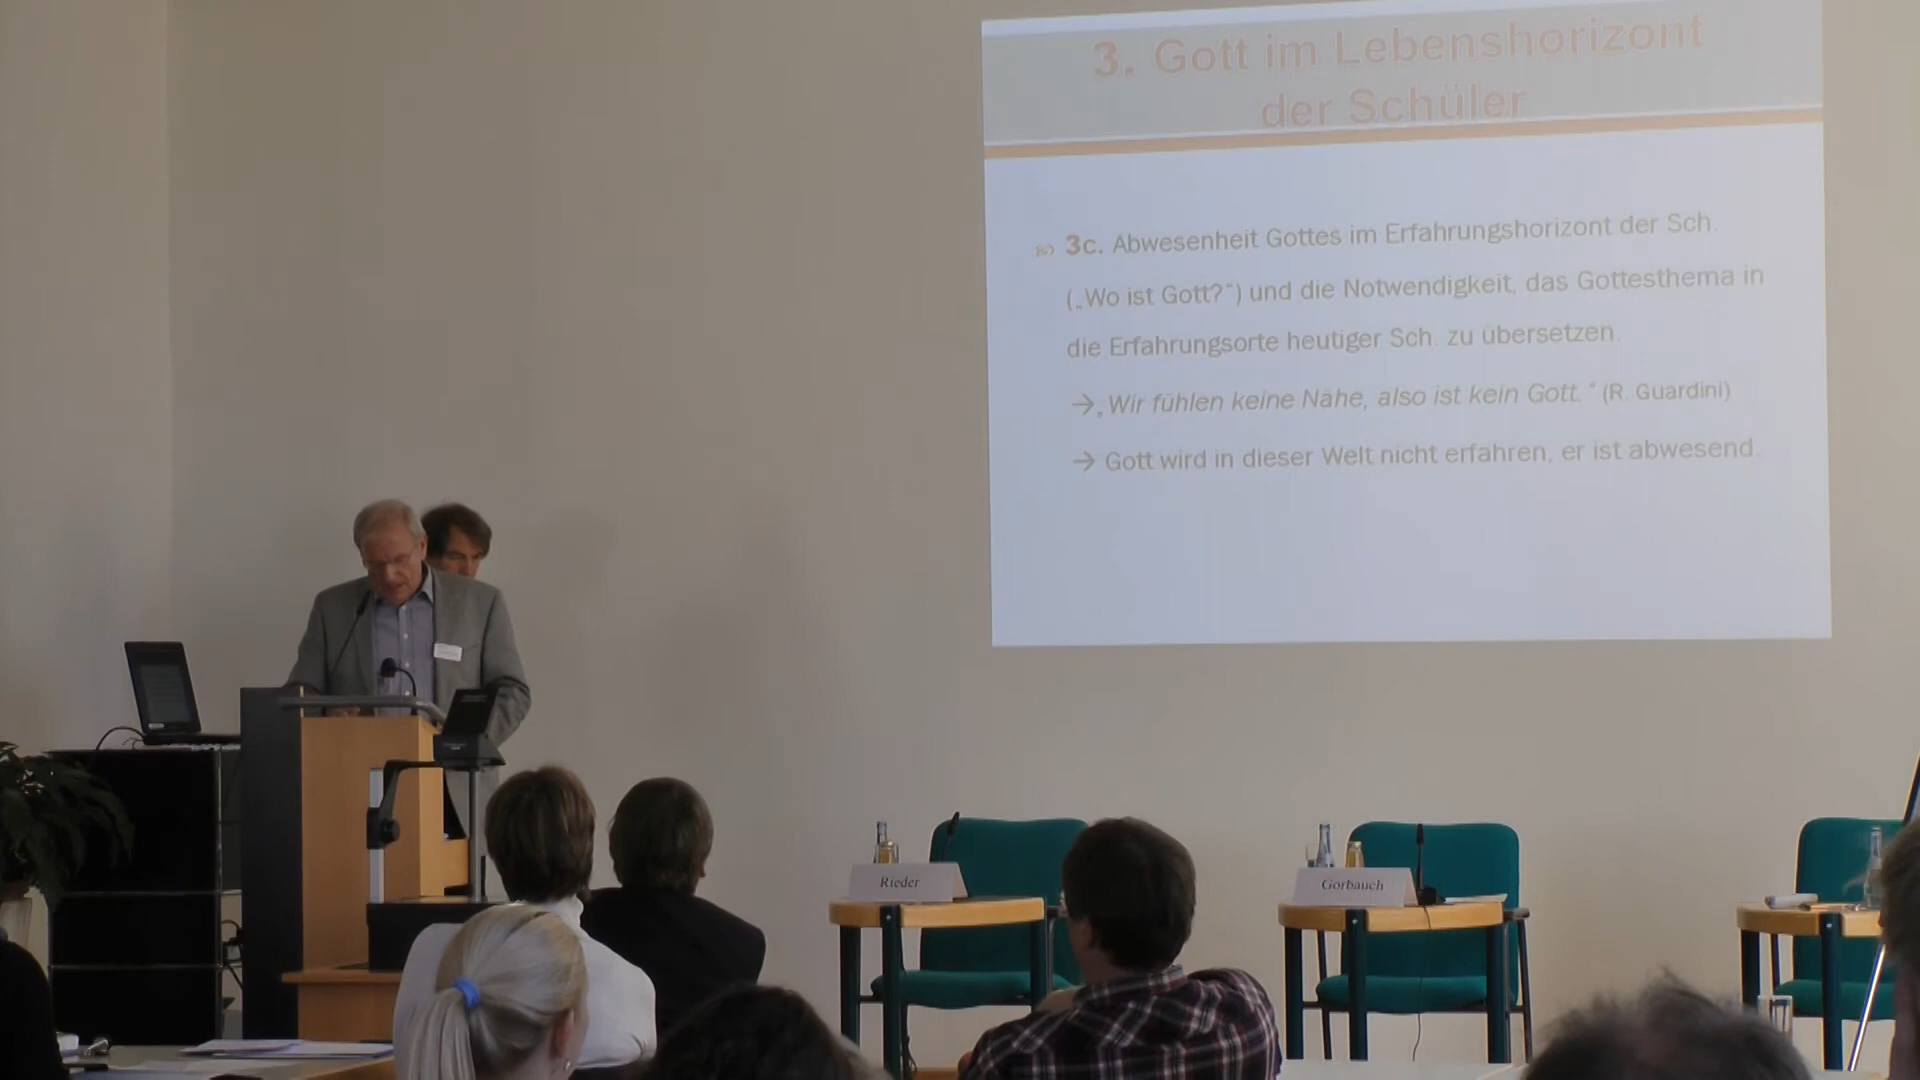 3. Gott im Lebenshorizont
der Schüler
3c. Abwesenheit Gottes im Erfahrungshorizont der Sch.
(„Wo ist Gott?“) und die Notwendigkeit, das Gottesthema in
die Erfahrungsorte heutiger Sch. zu übersetzen.
→„Wir fühlen keine Nähe, also ist kein Gott.“ (R. Guardini)
→ Gott wird in dieser Welt nicht erfahren, er ist abwesend.
Rieder
Gorbauch